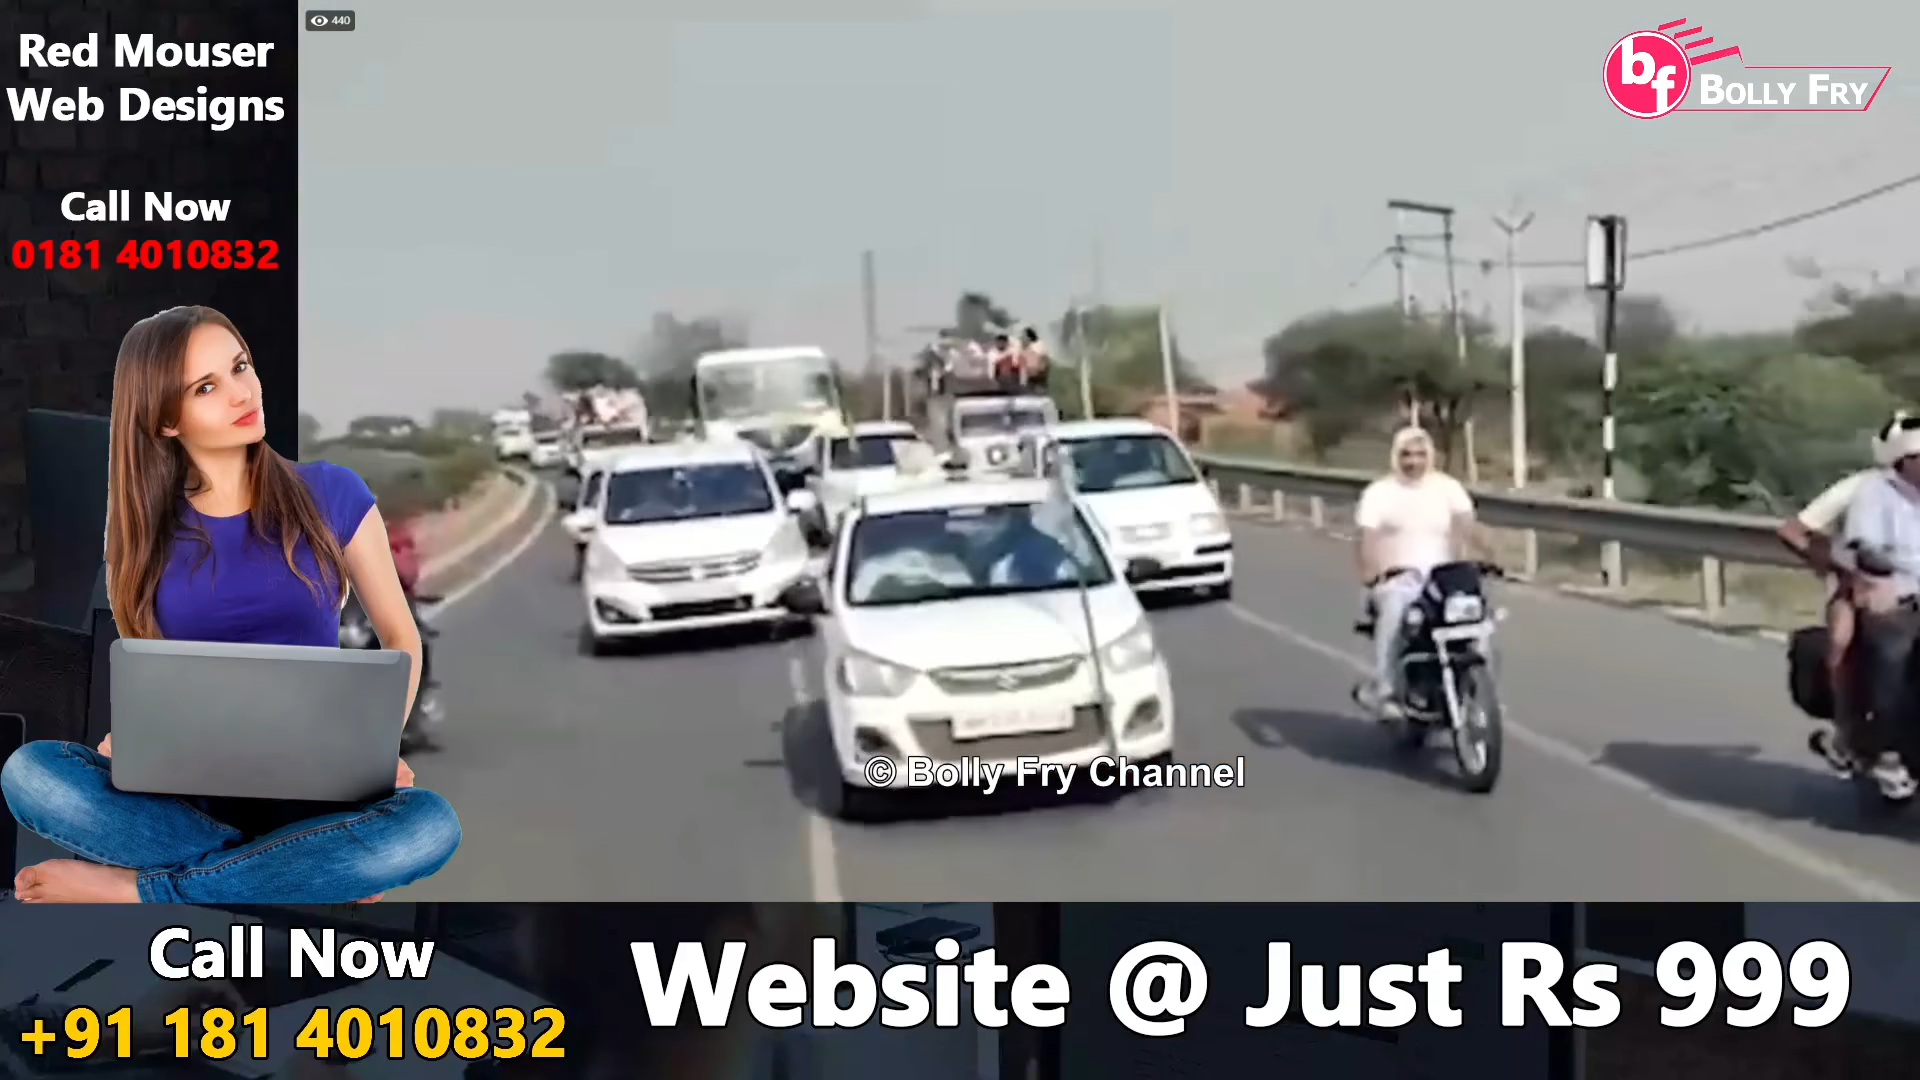 Red Mouser
Web Designs
Call Now
0181 4010832
440
bf
BOLLY FRY
© Bolly Fry Channel
Call Now
+91 181 4010832
Website @ Just Rs 999